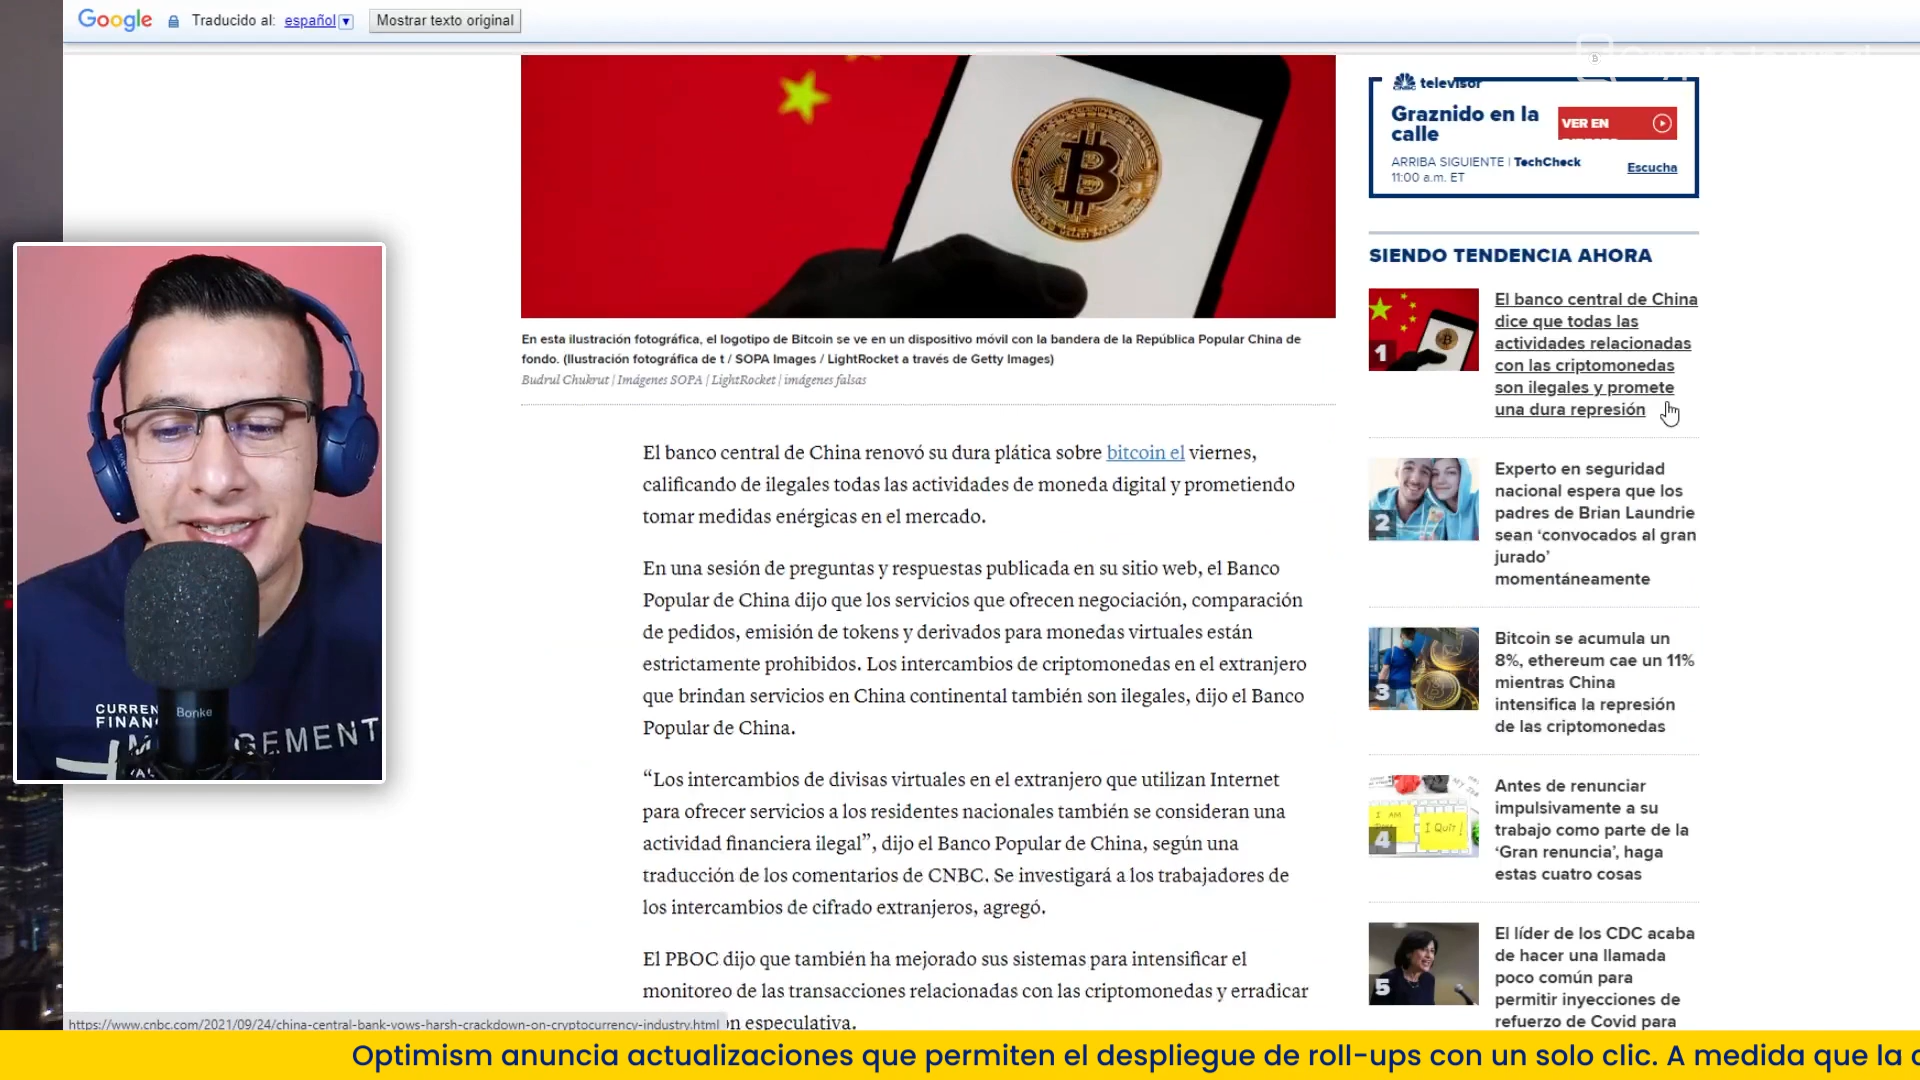 Google Traducido al: español Mostrar texto original
televisor
Graznido en la
calle
VER EN
ARRIBA SIGUIENTE | TechCheck
11:00 a.m. ET
Escucha
SIENDO TENDENCIA AHORA
1
El banco central de China
dice que todas las
actividades relacionadas
con las criptomonedas
son ilegales y promete
una dura represión
2
Experto en seguridad
nacional espera que los
padres de Brian Laundrie
sean ‘convocados al gran
jurado’
momentáneamente
3
Bitcoin se acumula un
8%, ethereum cae un 11%
mientras China
intensifica la represión
de las criptomonedas
4
I AM
I QUIT!
Antes de renunciar
impulsivamente a su
trabajo como parte de la
‘Gran renuncia’, haga
estas cuatro cosas
5
El líder de los CDC acaba
de hacer una llamada
poco común para
permitir inyecciones de
refuerzo de Covid para
En esta ilustración fotográfica, el logotipo de Bitcoin se ve en un dispositivo móvil con la bandera de la República Popular China de
fondo. (Ilustración fotográfica de t / SOPA Images / LightRocket a través de Getty Images)
Budrul Chukrut | Imágenes SOPA | LightRocket | imágenes falsas
El banco central de China renovó su dura plática sobre bitcoin el viernes,
calificando de ilegales todas las actividades de moneda digital y prometiendo
tomar medidas enérgicas en el mercado.
En una sesión de preguntas y respuestas publicada en su sitio web, el Banco
Popular de China dijo que los servicios que ofrecen negociación, comparación
de pedidos, emisión de tokens y derivados para monedas virtuales están
estrictamente prohibidos. Los intercambios de criptomonedas en el extranjero
que brindan servicios en China continental también son ilegales, dijo el Banco
Popular de China.
“Los intercambios de divisas virtuales en el extranjero que utilizan Internet
para ofrecer servicios a los residentes nacionales también se consideran una
actividad financiera ilegal”, dijo el Banco Popular de China, según una
traducción de los comentarios de CNBC. Se investigará a los trabajadores de
los intercambios de cifrado extranjeros, agregó.
El PBOC dijo que también ha mejorado sus sistemas para intensificar el
monitoreo de las transacciones relacionadas con las criptomonedas y erradicar
especulativa.
Bonke
GEMENT
https://www.cnbc.com/2021/09/24/china-central-bank-vows-harsh-crackdown-on-cryptocurrency-industry.html
Optimism anuncia actualizaciones que permiten el despliegue de roll-ups con un solo clic. A medida que la